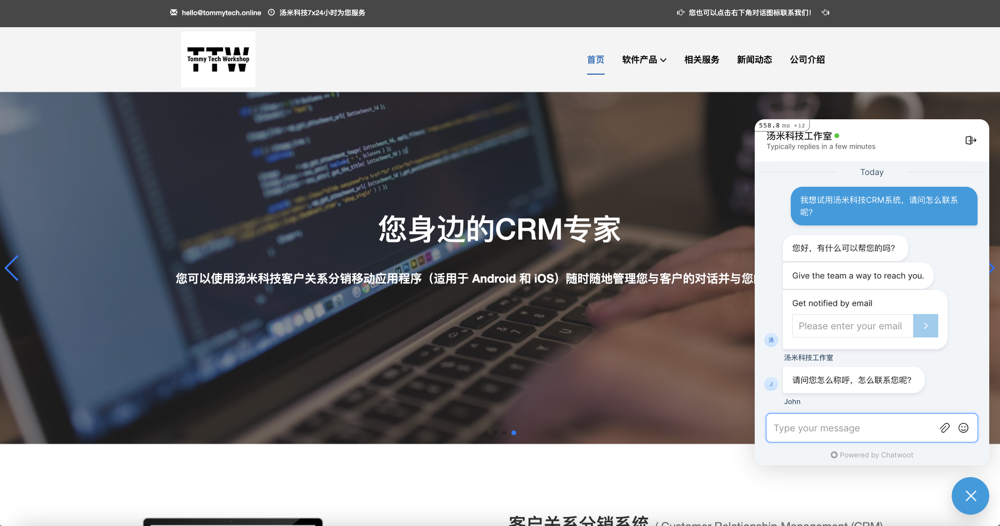 hello@tommytech.online 汤米科技7x24小时为您服务
您也可以点击右下角对话图标联系我们!
TTW
Tommy Tech Workshop
首页 软件产品 相关服务 新闻动态 公司介绍
您身边的CRM专家
您可以使用汤米科技客户关系分销移动应用程序（适用于 Android 和 iOS）随时随地管理您与客户的对话并与您
558.8
汤米科技工作室
Typically replies in a few minutes
Today
我想试用汤米科技CRM系统，请问怎么联系
呢?
您好，有什么可以帮您的吗?
Give the team a way to reach you.
Get notified by email
Please enter your email
汤
汤米科技工作室
请问您怎么称呼，怎么联系您呢?
J
John
Type your message
Powered by Chatwoot
客户关系分销系统 / Customer Relationship Management (CRM)